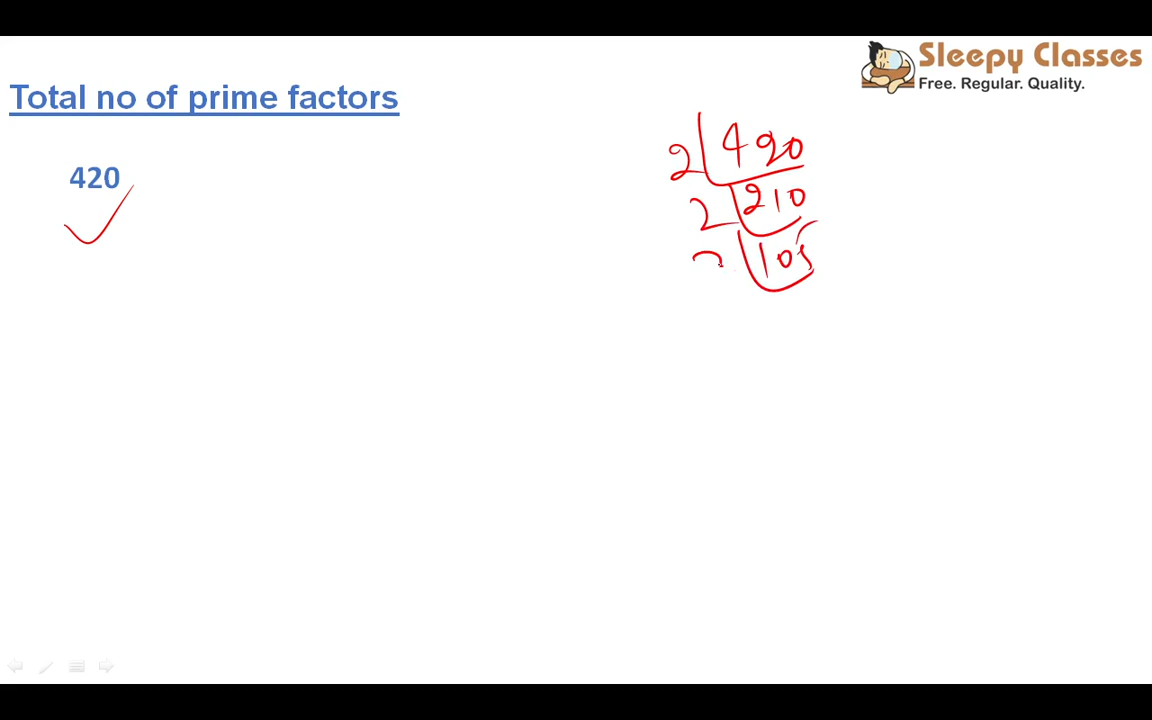 Sleepy Classes
Free. Regular. Quality.
Total no of prime factors
420
2 420
2 210
105